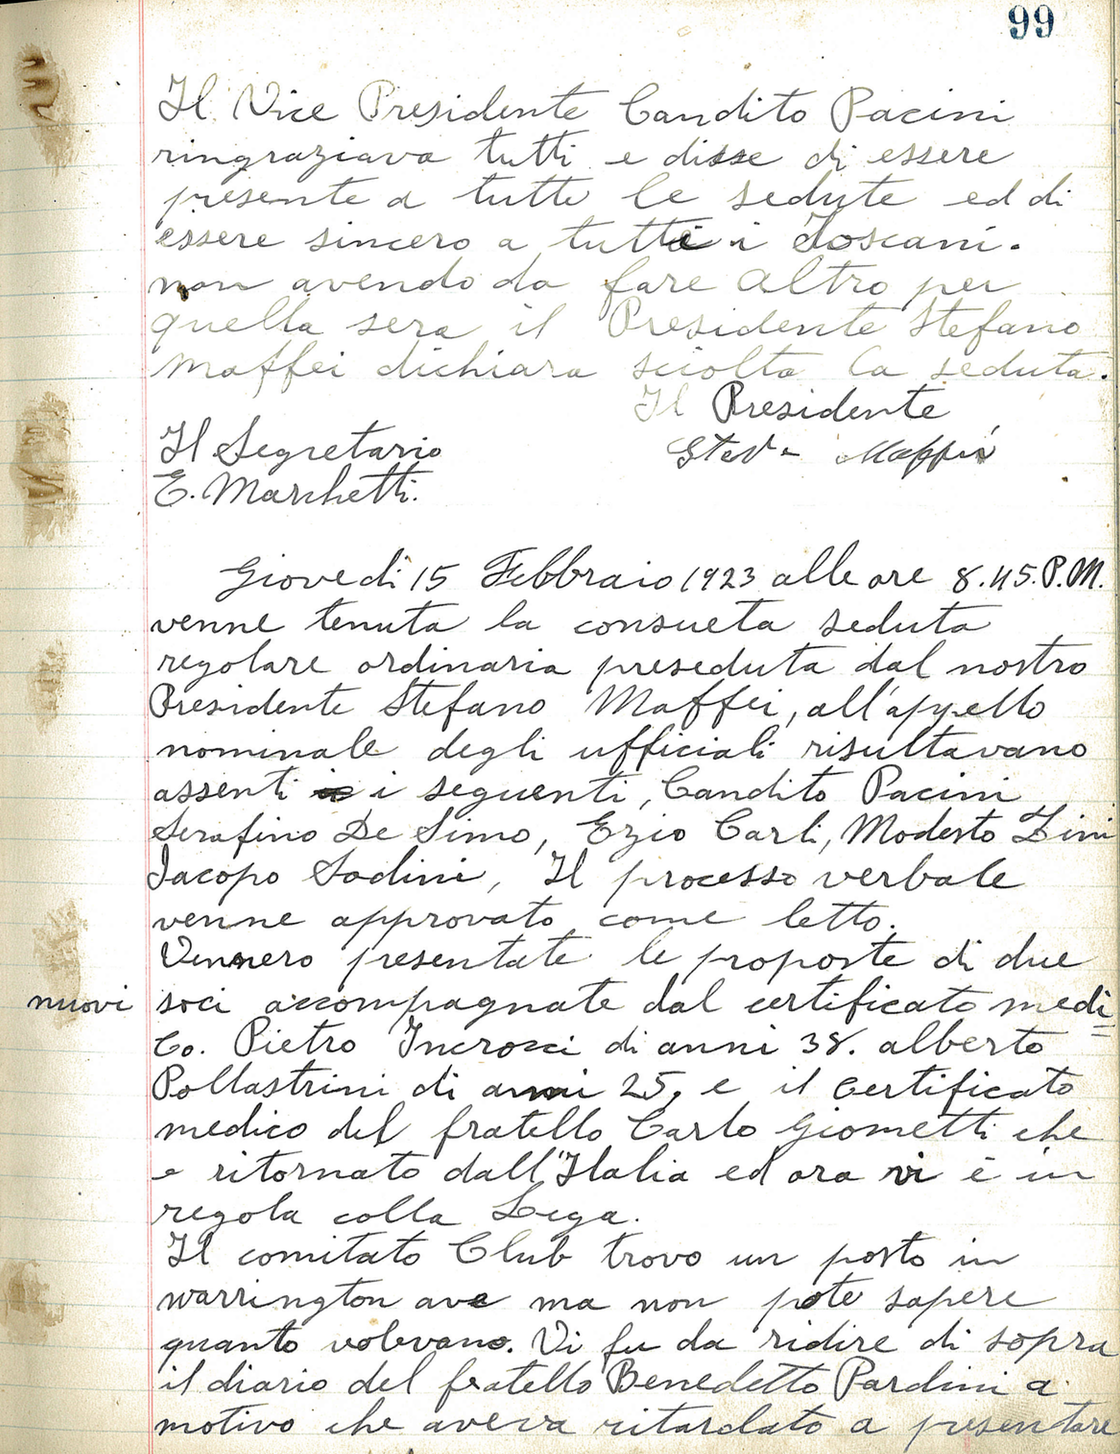 99
Il Vice Presidente Candito Pacini
ringraziava tutti e disse di essere
presente a tutte le sedute ed di
essere sincero a tutti i Toscani.
non avendo da fare altro per
quella sera il Presidente Stefano
Maffei dichiara sciolta la seduta.
Il Presidente
Il Segretario
Maffei
E. Marchetti.
Giovedi 15 Febbraio 1923 alle ore 8.45.P.M.
venne tenuta la consueta seduta
regolare ordinaria preseduta dal nostro
Presidente Stefano Maffei, all'appello
nominale degli ufficiali risultavano
assenti i seguenti, Candito Pacini
Serafino De Simo, Ezio Carli, Modesto Zini
Jacopo Sodini, Il processo verbale
venne approvato come letto.
Vennero presentate le proposte di due
nuovi soci accompagnate dal certificato medi=
co. Pietro Incrocci di anni 38. alberto
Pollastrini di anni 25, e il certificato
medico del fratello Carlo Giometti che
e ritornato dall'Italia ed ora vi è in
regola colla Lega.
Il comitato Club trovo un posto in
warrington ave ma non pote sapere
quanto volevano. Vi fu da ridire di sopra
il diario del fratello Benedetto Pardini a
motivo che aveva ritardato a presentare